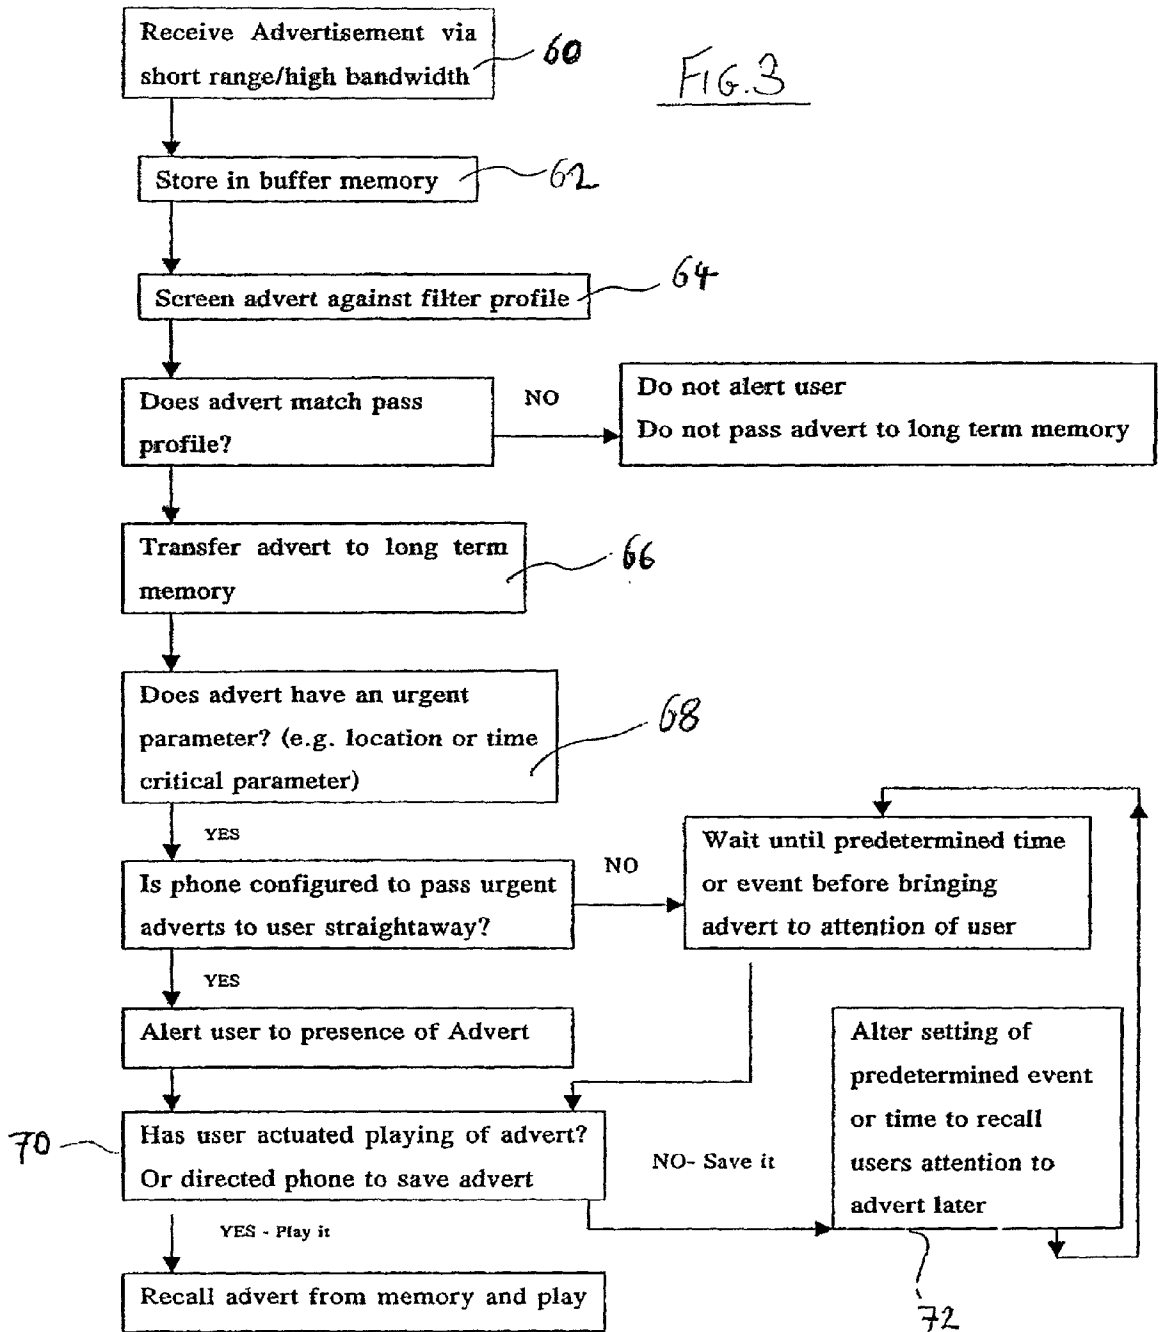 Receive Advertisement via
short range/high bandwidth
60
FIG.3
Store in buffer memory
62
Screen advert against filter profile
64
Does advert match pass
profile?
NO
Do not alert user
Do not pass advert to long term memory
Transfer advert to long term
memory
66
Does advert have an urgent
parameter? (e.g. location or time
critical parameter)
68
YES
Is phone configured to pass urgent
adverts to user straightaway?
NO
Wait until predetermined time
or event before bringing
advert to attention of user
YES
Alert user to presence of Advert
Alter setting of
predetermined event
or time to recall
users attention to
advert later
70
Has user actuated playing of advert?
Or directed phone to save advert
NO- Save it
YES - Play it
72
Recall advert from memory and play